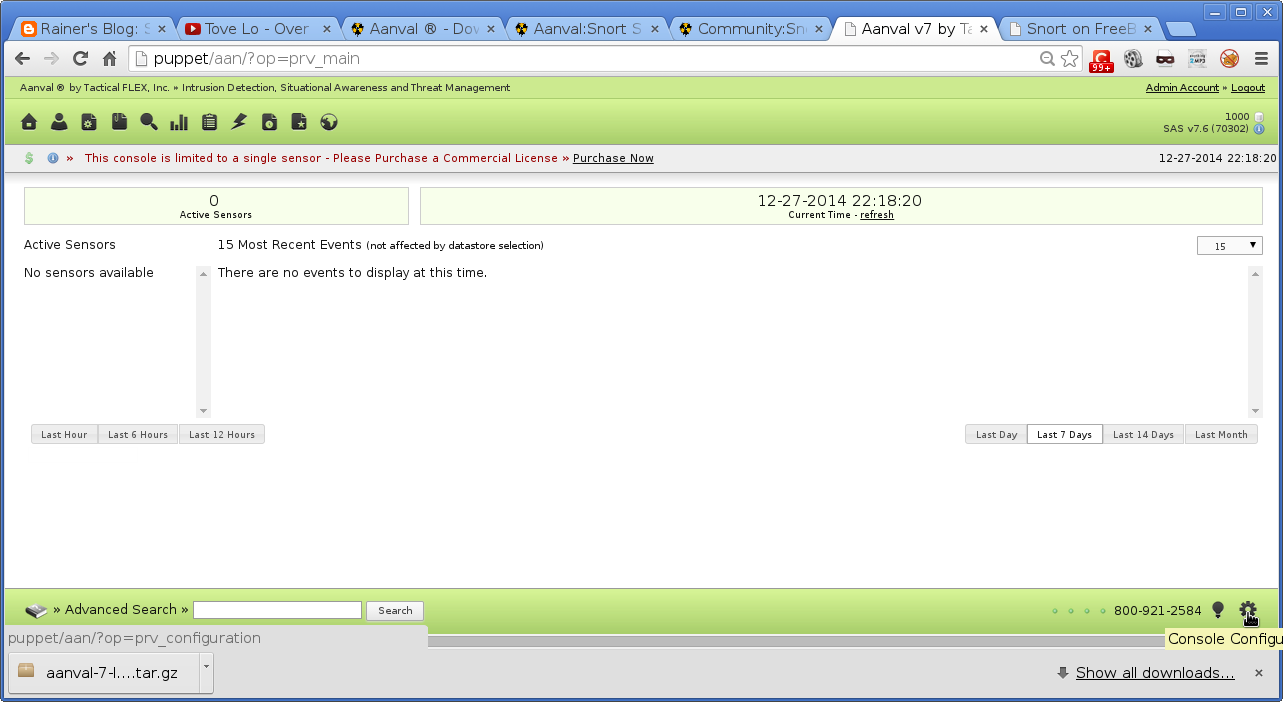 Rainer's Blog: S
Tove Lo - Over
Aanval ® - Dov
Aanval:Snort S
Community:Sn
Aanval v7 by Ta
Snort on FreeB
puppet/aan/?op=prv_main
99+
MP3
Aanval ® by Tactical FLEX, Inc. » Intrusion Detection, Situational Awareness and Threat Management
Admin Account » Logout
1000
SAS v7.6 (70302)
$ » This console is limited to a single sensor - Please Purchase a Commercial License » Purchase Now
12-27-2014 22:18:20
0
Active Sensors
12-27-2014 22:18:20
Current Time - refresh
Active Sensors
15 Most Recent Events (not affected by datastore selection)
15
No sensors available
There are no events to display at this time.
Last Hour Last 6 Hours Last 12 Hours
Last Day Last 7 Days Last 14 Days Last Month
» Advanced Search »
Search
800-921-2584
puppet/aan/?op=prv_configuration
Console Configu
aanval-7-l....tar.gz
Show all downloads...